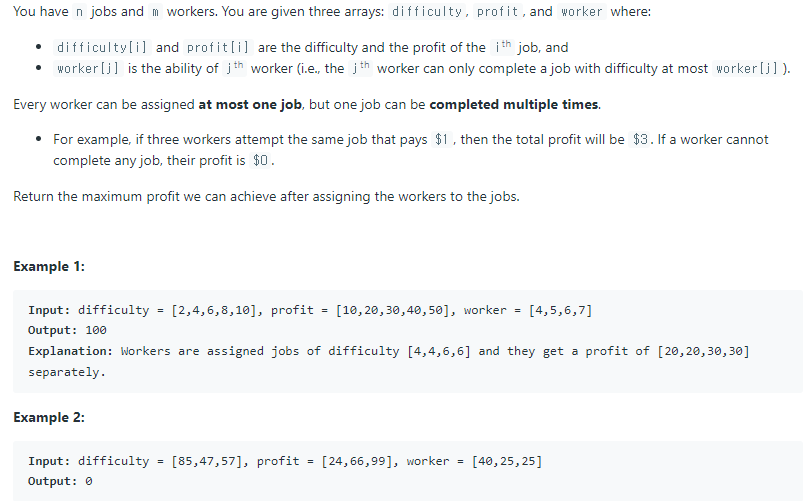 You have n jobs and m workers. You are given three arrays: difficulty, profit, and worker where:
• difficulty[i] and profit[i] are the difficulty and the profit of the ith job, and
• worker[j] is the ability of jth worker (i.e., the jth worker can only complete a job with difficulty at most worker[j]).
Every worker can be assigned at most one job, but one job can be completed multiple times.
• For example, if three workers attempt the same job that pays $1, then the total profit will be $3. If a worker cannot
complete any job, their profit is $0.
Return the maximum profit we can achieve after assigning the workers to the jobs.
Example 1:
Input: difficulty = [2,4,6,8,10], profit = [10,20,30,40,50], worker = [4,5,6,7]
Output: 100
Explanation: Workers are assigned jobs of difficulty [4,4,6,6] and they get a profit of [20,20,30,30]
separately.
Example 2:
Input: difficulty = [85,47,57], profit = [24,66,99], worker = [40,25,25]
Output: 0